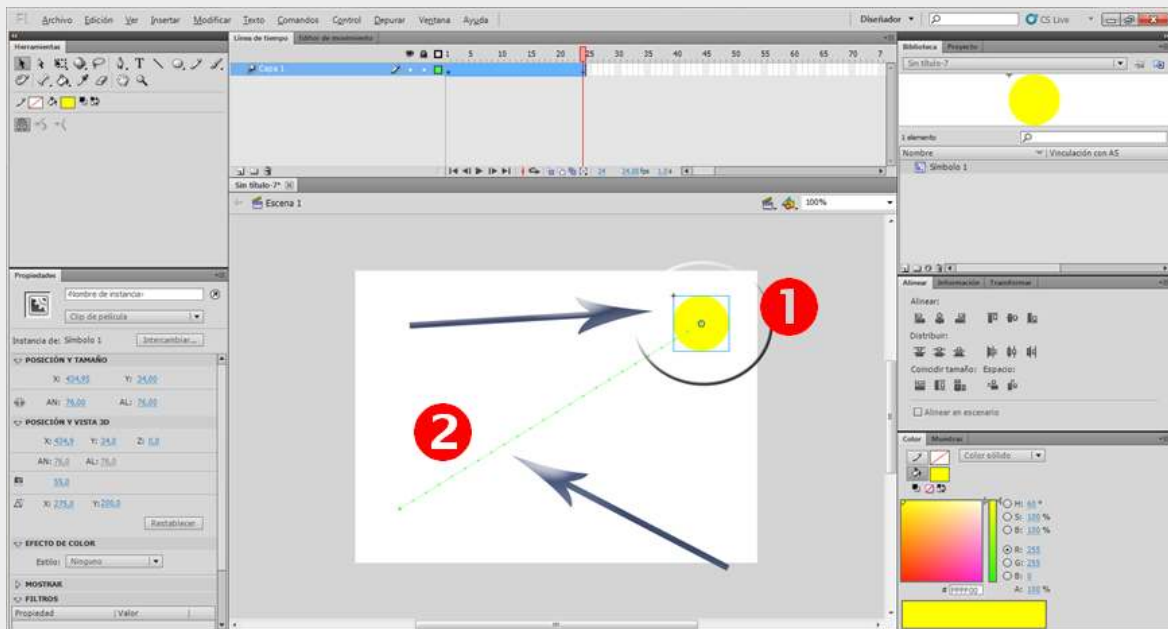 FL Archivo Edición Ver Insertar Modificar Texto Comandos Control Depurar Ventana Ayuda Diseñador CS Live
Herramientas
Línea de tiempo Editor de movimiento
1 5 10 15 20 25 30 35 40 45 50 55 60 65 70 7
Capa 1
24 24,00 fps 1,0 s
Sin título-7*
Escena 1 100%
1
2
Propiedades
<Nombre de instancia>
Clip de película
Instancia de: Símbolo 1 Intercambiar...
POSICIÓN Y TAMAÑO
X: 434,95 Y: 24,00
AN: 76,00 AL: 76,00
POSICIÓN Y VISTA 3D
X: 434,9 Y: 24,0 Z: 0,0
AN: 76,0 AL: 76,0
55,0
X: 275,0 Y: 200,0
Restablecer
EFECTO DE COLOR
Estilo: Ninguno
MOSTRAR
FILTROS
Propiedad Valor
Biblioteca Proyecto
Sin título-7
1 elemento
Nombre Vinculación con AS
Símbolo 1
Alinear Información Transformar
Alinear:
Distribuir:
Coincidir tamaño: Espacio:
Alinear en escenario
Color Muestras
Color sólido
H: 60 °
S: 100 %
B: 100 %
R: 255
G: 255
B: 0
# FFFF00 A: 100 %